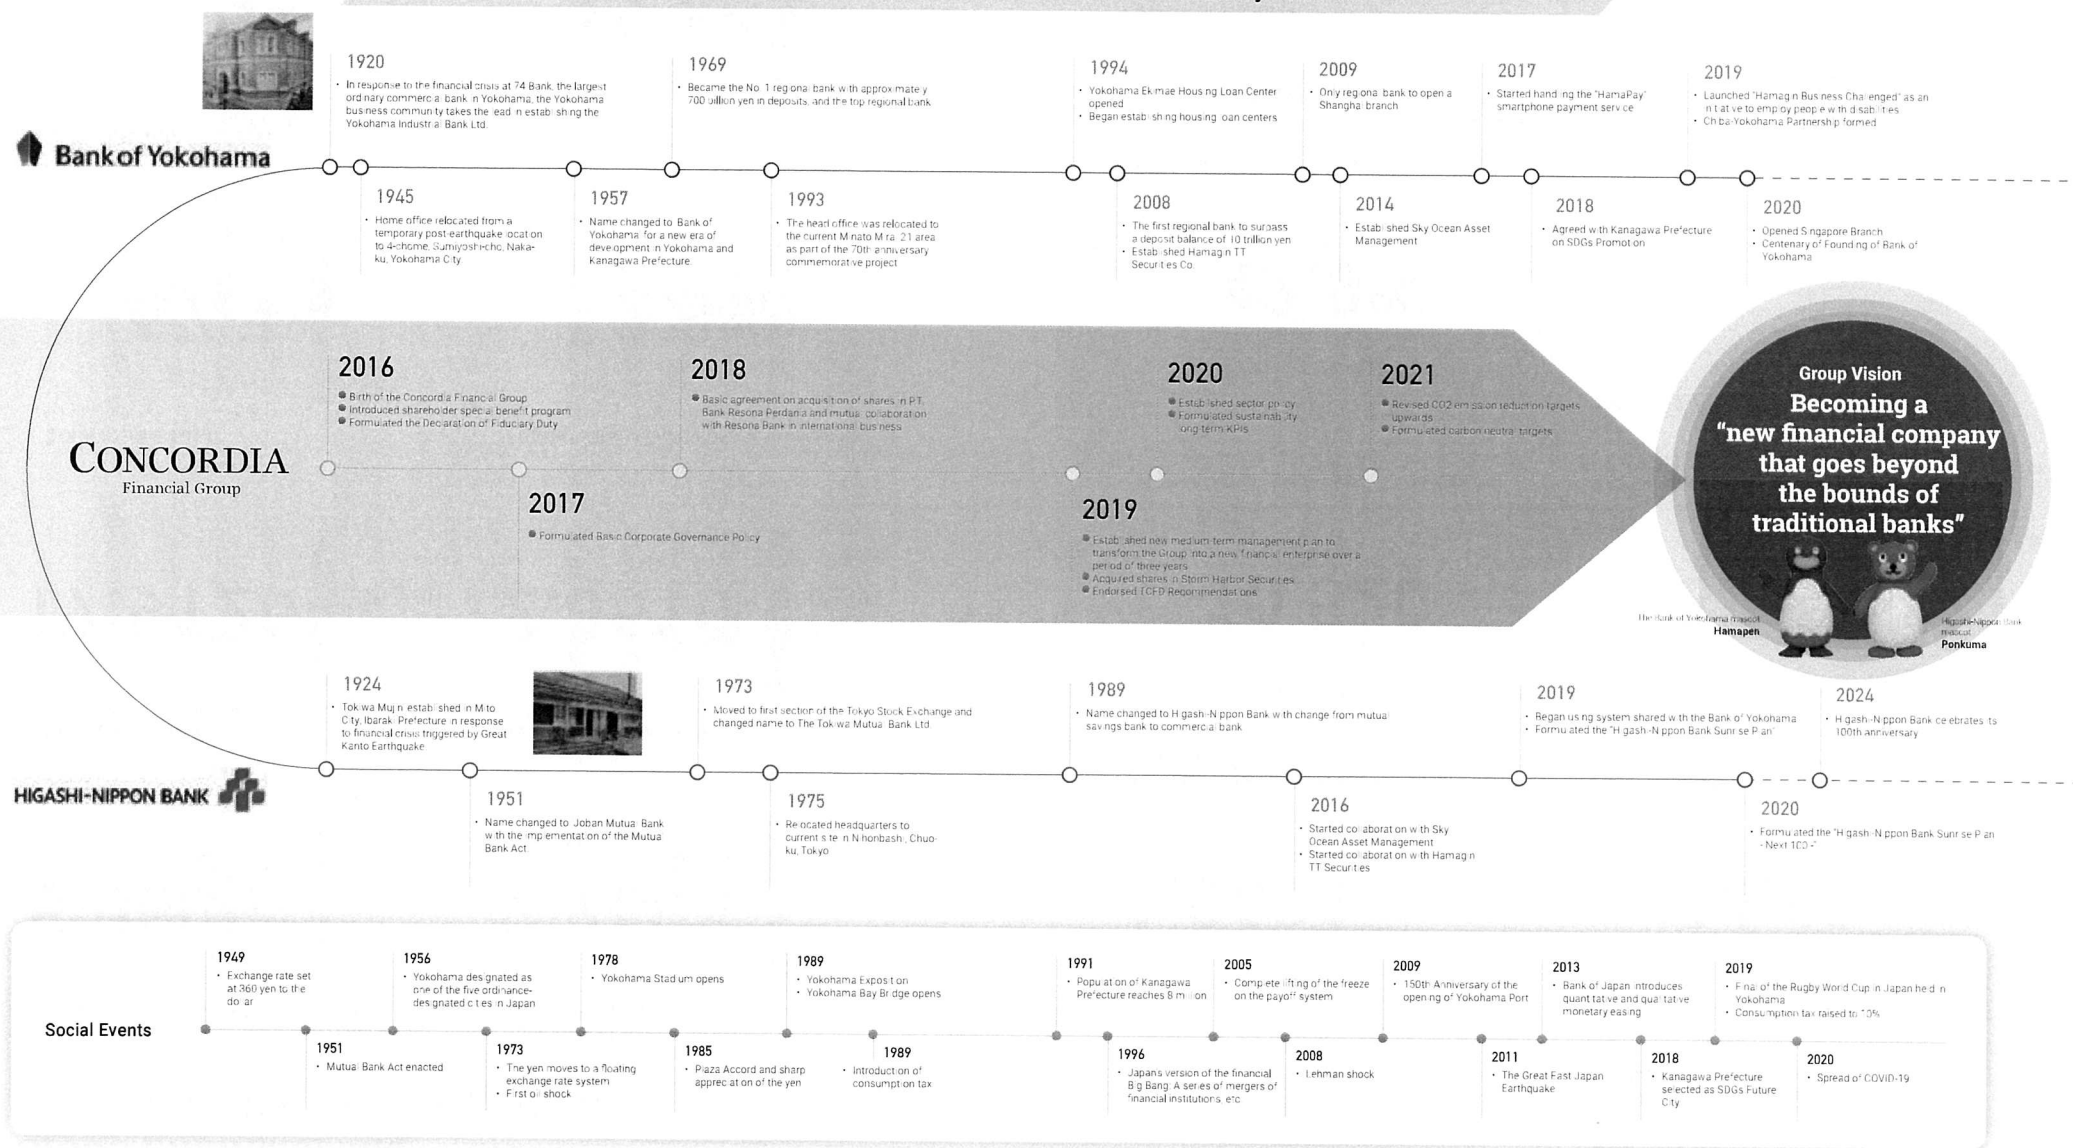 Bank of Yokohama
1920
• In response to the financial crisis at 74 Bank, the largest
ordinary commercial bank in Yokohama, the Yokohama
business community takes the lead in establishing the
Yokohama Industrial Bank Ltd.
1945
• Home office relocated from a
temporary post-earthquake location
to 4-chome, Sumiyoshi-cho, Naka-
ku, Yokohama City
1957
• Name changed to Bank of
Yokohama for a new era of
development in Yokohama and
Kanagawa Prefecture
1969
• Became the No. 1 regional bank with approximately
700 billion yen in deposits, and the top regional bank
1993
• The head office was relocated to
the current Minato Mirai 21 area
as part of the 70th anniversary
commemorative project
1994
• Yokohama Ekimae Housing Loan Center
opened
• Began establishing housing loan centers
2008
• The first regional bank to surpass
a deposit balance of 10 trillion yen
• Established Hamagin TT
Securities Co.
2009
• Only regional bank to open a
Shanghai branch
2014
• Established Sky Ocean Asset
Management
2017
• Started handling the "HamaPay"
smartphone payment service
2018
• Agreed with Kanagawa Prefecture
on SDGs Promotion
2019
• Launched "Hamagin Business Challenged" as an
initiative to employ people with disabilities
• Chiba-Yokohama Partnership formed
2020
• Opened Singapore Branch
• Centenary of Founding of Bank of
Yokohama
CONCORDIA
Financial Group
2016
● Birth of the Concordia Financial Group
● Introduced shareholder special benefit program
● Formulated the Declaration of Fiduciary Duty
2017
● Formulated Basic Corporate Governance Policy
2018
● Basic agreement on acquisition of shares in P.T.
Bank Resona Perdania and mutual collaboration
with Resona Bank in international business
2019
● Established new medium-term management plan to
transform the Group into a new financial enterprise over a
period of three years
● Acquired shares in Storm Harbor Securities
● Endorsed TCFD Recommendations
2020
● Established sector policy
● Formulated sustainability
long-term KPIs
2021
● Revised CO2 emission reduction targets
upwards
● Formulated carbon neutral targets
Group Vision
Becoming a
"new financial company
that goes beyond
the bounds of
traditional banks"
The Bank of Yokohama mascot
Hamapen
Higashi-Nippon Bank
mascot
Ponkuma
HIGASHI-NIPPON BANK
1924
• Tokiwa Mujin established in Mito
City, Ibaraki Prefecture in response
to financial crisis triggered by Great
Kanto Earthquake
1951
• Name changed to Joban Mutual Bank
with the implementation of the Mutual
Bank Act
1973
• Moved to first section of the Tokyo Stock Exchange and
changed name to The Tokiwa Mutual Bank Ltd.
1975
• Relocated headquarters to
current site in Nihonbashi, Chuo-
ku, Tokyo
1989
• Name changed to Higashi-Nippon Bank with change from mutual
savings bank to commercial bank
2016
• Started collaboration with Sky
Ocean Asset Management
• Started collaboration with Hamagin
TT Securities
2019
• Began using system shared with the Bank of Yokohama
• Formulated the "Higashi-Nippon Bank Sunrise Plan"
2020
• Formulated the "Higashi-Nippon Bank Sunrise Plan
- Next 100 -"
2024
• Higashi-Nippon Bank celebrates its
100th anniversary
Social Events
1949
• Exchange rate set
at 360 yen to the
dollar
1951
• Mutual Bank Act enacted
1956
• Yokohama designated as
one of the five ordinance-
designated cities in Japan
1973
• The yen moves to a floating
exchange rate system
• First oil shock
1978
• Yokohama Stadium opens
1985
• Plaza Accord and sharp
appreciation of the yen
1989
• Yokohama Exposition
• Yokohama Bay Bridge opens
1989
• Introduction of
consumption tax
1991
• Population of Kanagawa
Prefecture reaches 8 million
1996
• Japan's version of the financial
Big Bang: A series of mergers of
financial institutions, etc.
2005
• Complete lifting of the freeze
on the payoff system
2008
• Lehman shock
2009
• 150th Anniversary of the
opening of Yokohama Port
2011
• The Great East Japan
Earthquake
2013
• Bank of Japan introduces
quantitative and qualitative
monetary easing
2018
• Kanagawa Prefecture
selected as SDGs Future
City
2019
• Final of the Rugby World Cup in Japan held in
Yokohama
• Consumption tax raised to 10%
2020
• Spread of COVID-19